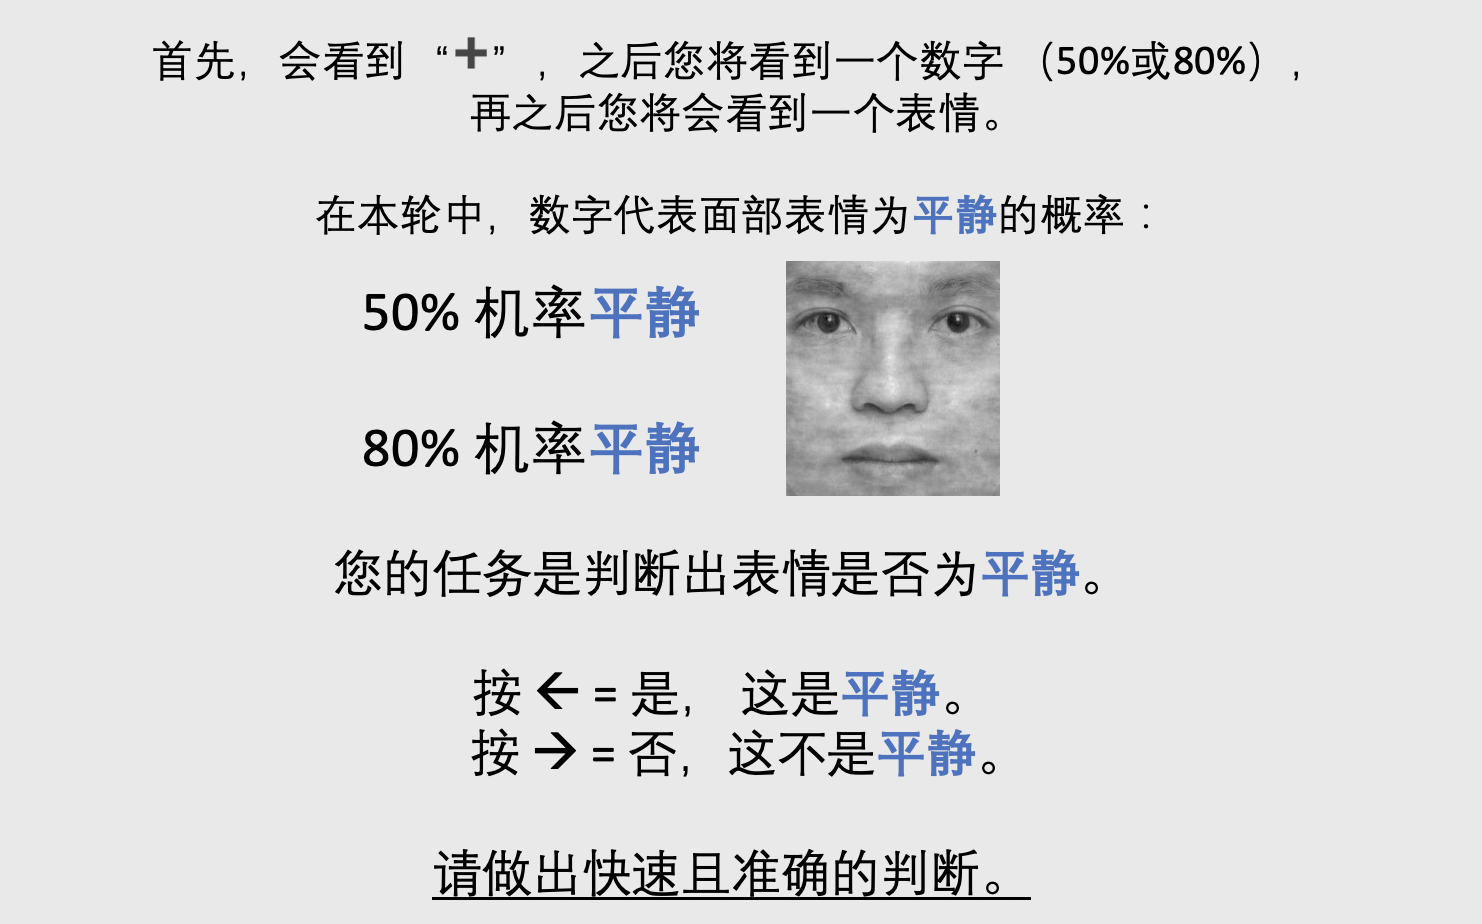 首先，会看到“+”，之后您将看到一个数字（50%或80%），
再之后您将会看到一个表情。
在本轮中，数字代表面部表情为平静的概率：
50% 机率平静
80% 机率平静
您的任务是判断出表情是否为平静。
按 ← = 是， 这是平静。
按 → = 否，这不是平静。
请做出快速且准确的判断。